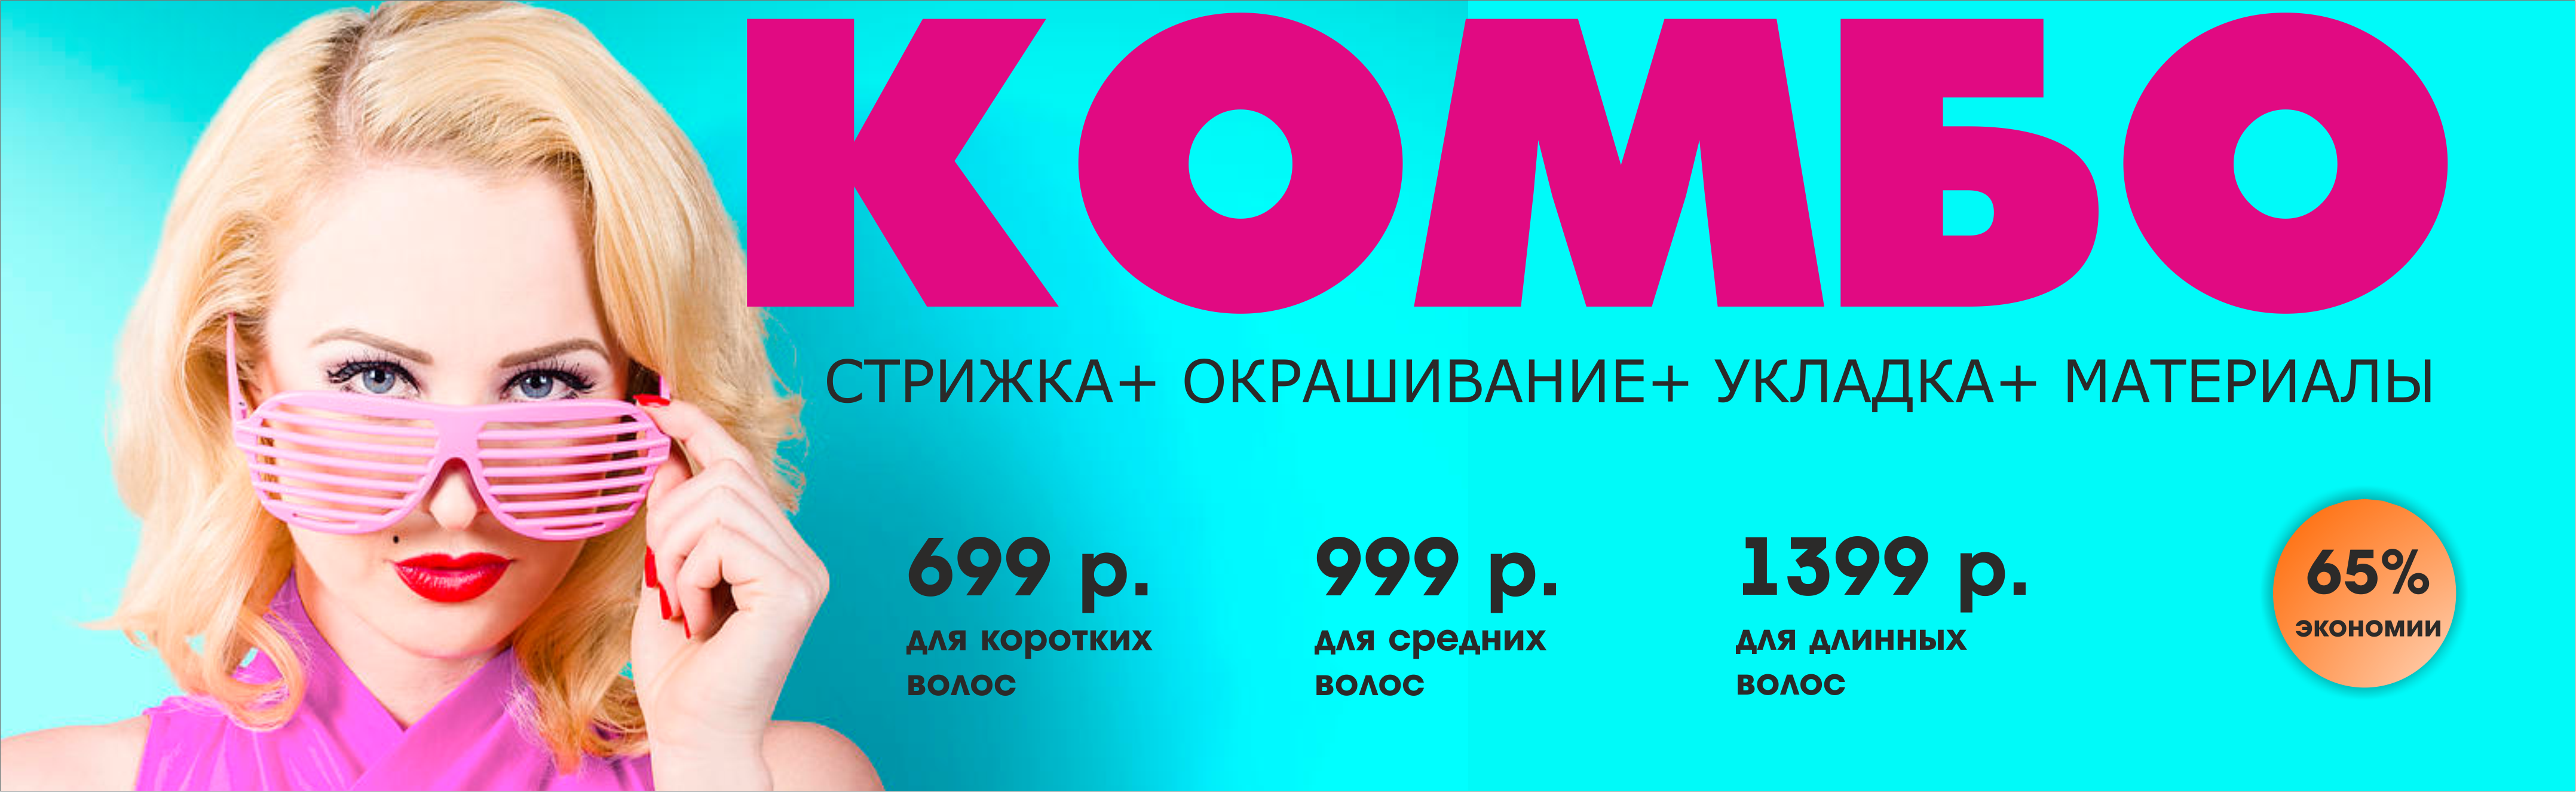 КОМБО
СТРИЖКА+ ОКРАШИВАНИЕ+ УКЛАДКА+ МАТЕРИАЛЫ
699 р.
для коротких
волос
999 р.
для средних
волос
1399 р.
для длинных
волос
65%
экономии